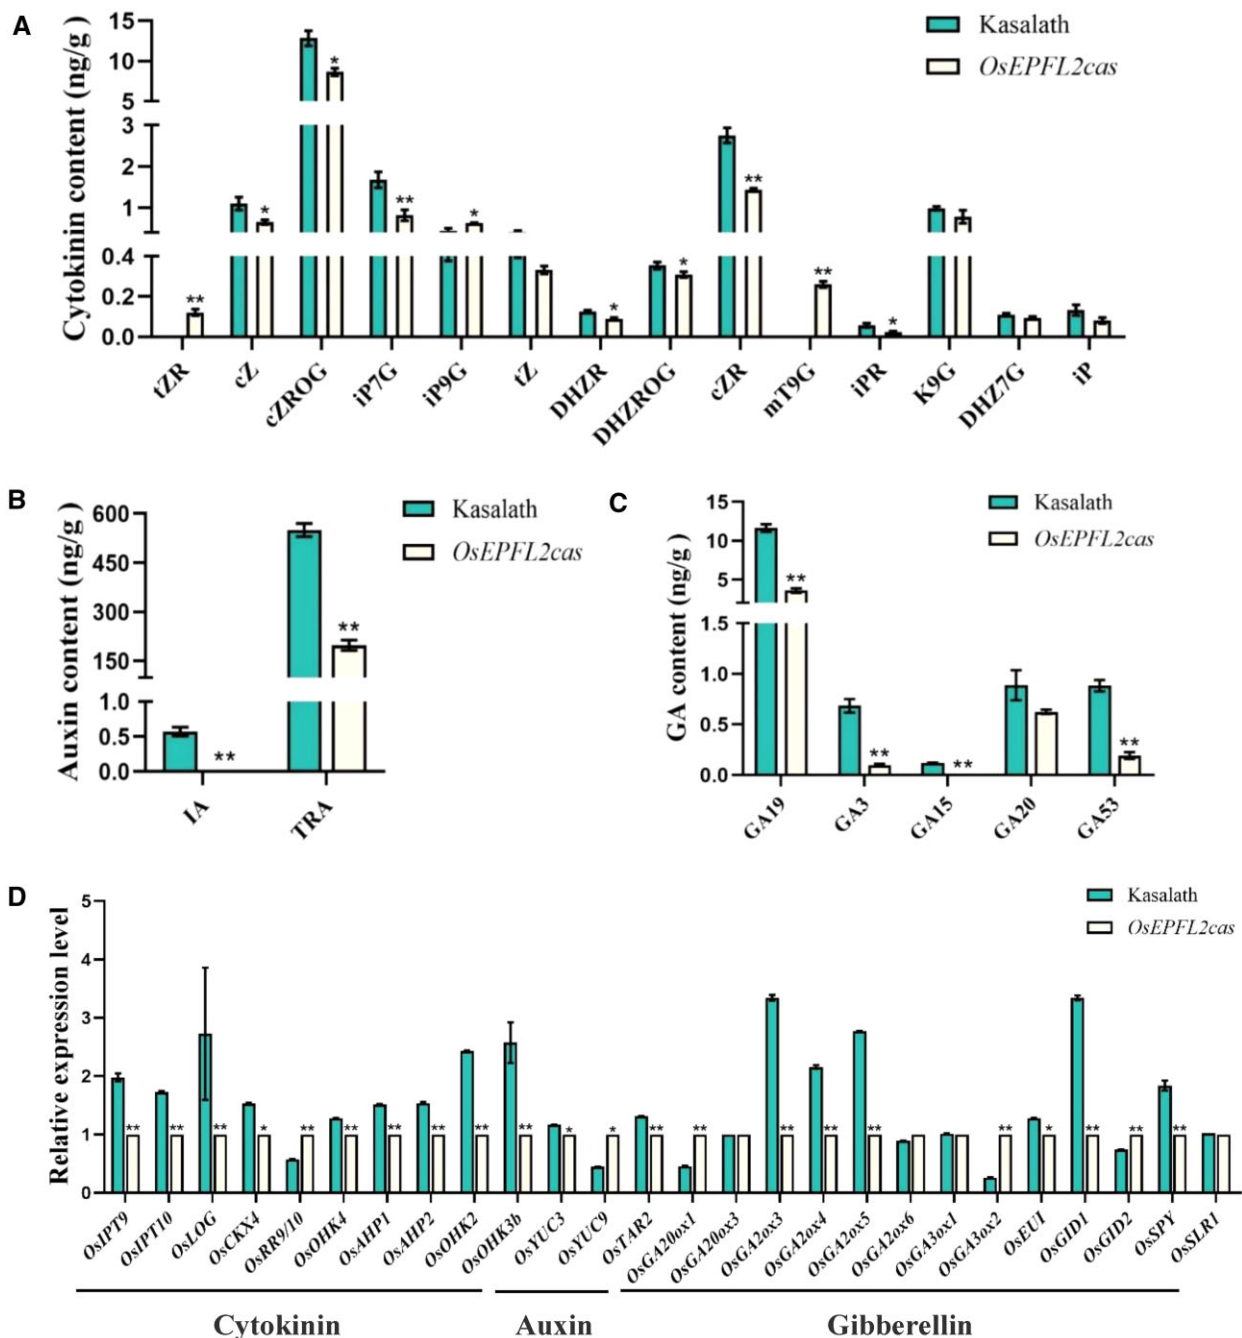 A
Cytokinin content (ng/g)
15
10
5
3
2
1
0.4
0.2
0.0
Kasalath
OsEPFL2cas
** * * ** * * * ** ** *
tZR cZ cZROG iP7G iP9G tZ DHZR DHZROG cZR mT9G iPR K9G DHZ7G iP
B
Auxin content (ng/g )
600
450
300
150
1.0
0.5
0.0
Kasalath
OsEPFL2cas
** **
IA TRA
C
GA content (ng/g )
15
10
5
1.5
1.0
0.5
0.0
Kasalath
OsEPFL2cas
** ** ** **
GA19 GA3 GA15 GA20 GA53
D
Relative expression level
5
4
3
2
1
0
Kasalath
OsEPFL2cas
** ** ** * ** ** ** ** ** ** * * ** ** ** ** ** ** * ** ** **
OsIPT9 OsIPT10 OsLOG OsCKX4 OsRR9/10 OsOHK4 OsAHP1 OsAHP2 OsOHK2 OsOHK3b OsYUC3 OsYUC9 OsTAR2 OsGA20ox1 OsGA20ox3 OsGA2ox3 OsGA2ox4 OsGA2ox5 OsGA2ox6 OsGA3ox1 OsGA3ox2 OsEUI OsGID1 OsGID2 OsSPY OsSLR1
Cytokinin Auxin Gibberellin